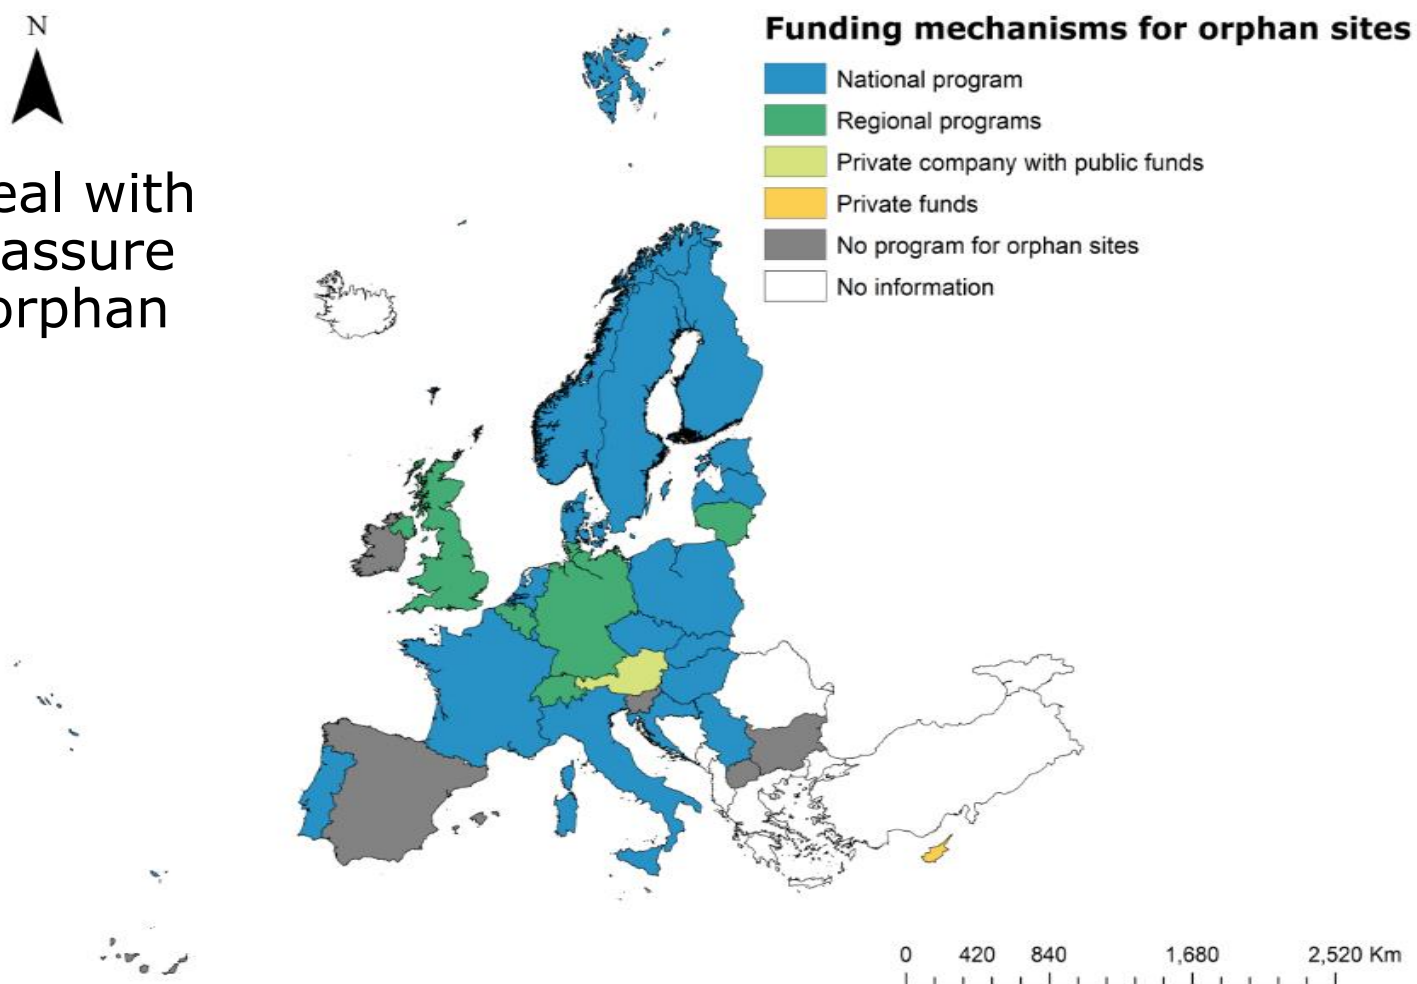 N
eal with
assure
orphan
Funding mechanisms for orphan sites
National program
Regional programs
Private company with public funds
Private funds
No program for orphan sites
No information
0 420 840 1,680 2,520 Km